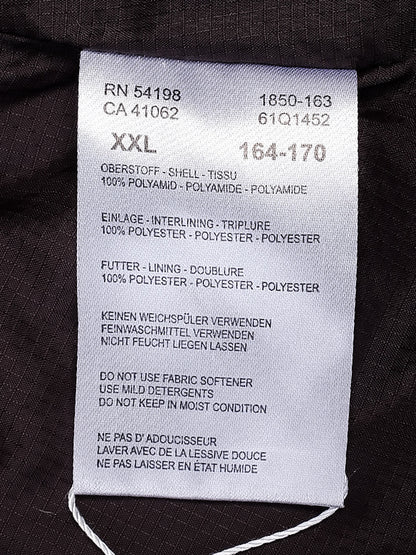 RN 54198 1850-163
CA 41062 61Q1452
XXL 164-170
OBERSTOFF - SHELL - TISSU
100% POLYAMID - POLYAMIDE - POLYAMIDE
EINLAGE - INTERLINING - TRIPLURE
100% POLYESTER - POLYESTER - POLYESTER
FUTTER - LINING - DOUBLURE
100% POLYESTER - POLYESTER - POLYESTER
KEINEN WEICHSPÜLER VERWENDEN
FEINWASCHMITTEL VERWENDEN
NICHT FEUCHT LIEGEN LASSEN
DO NOT USE FABRIC SOFTENER
USE MILD DETERGENTS
DO NOT KEEP IN MOIST CONDITION
NE PAS D' ADOUCISSEUR
LAVER AVEC DE LA LESSIVE DOUCE
NE PAS LAISSER EN ÉTAT HUMIDE